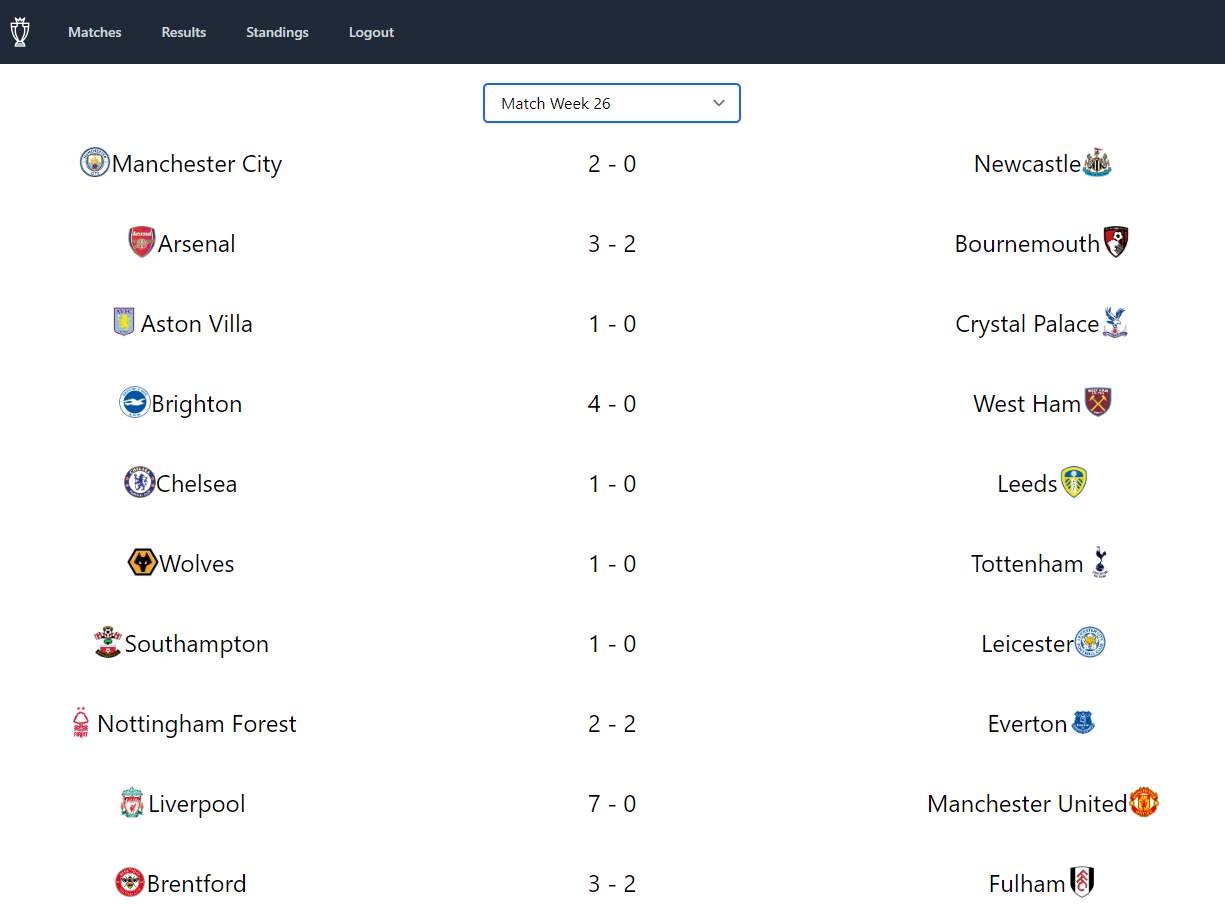 Matches Results Standings Logout
Match Week 26
Manchester City 2 - 0 Newcastle
Arsenal 3 - 2 Bournemouth
Aston Villa 1 - 0 Crystal Palace
Brighton 4 - 0 West Ham
Chelsea 1 - 0 Leeds
Wolves 1 - 0 Tottenham
Southampton 1 - 0 Leicester
Nottingham Forest 2 - 2 Everton
Liverpool 7 - 0 Manchester United
Brentford 3 - 2 Fulham